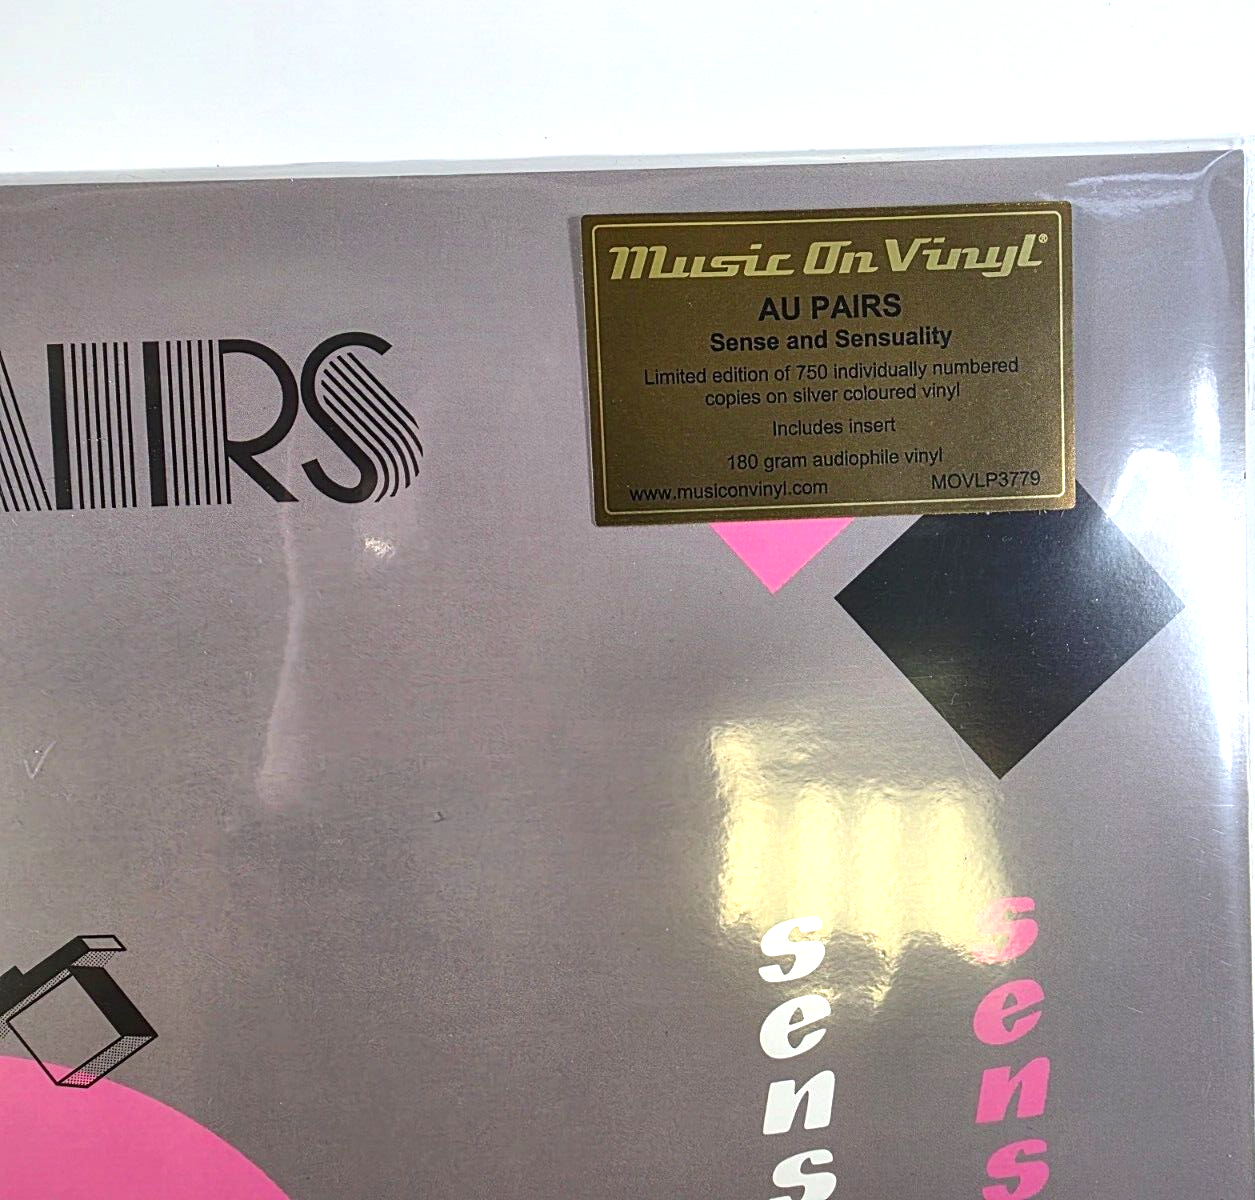 Music On Vinyl®
AU PAIRS
Sense and Sensuality
Limited edition of 750 individually numbered
copies on silver coloured vinyl
Includes insert
180 gram audiophile vinyl
www.musiconvinyl.com MOVLP3779
AIRS
sens
sens